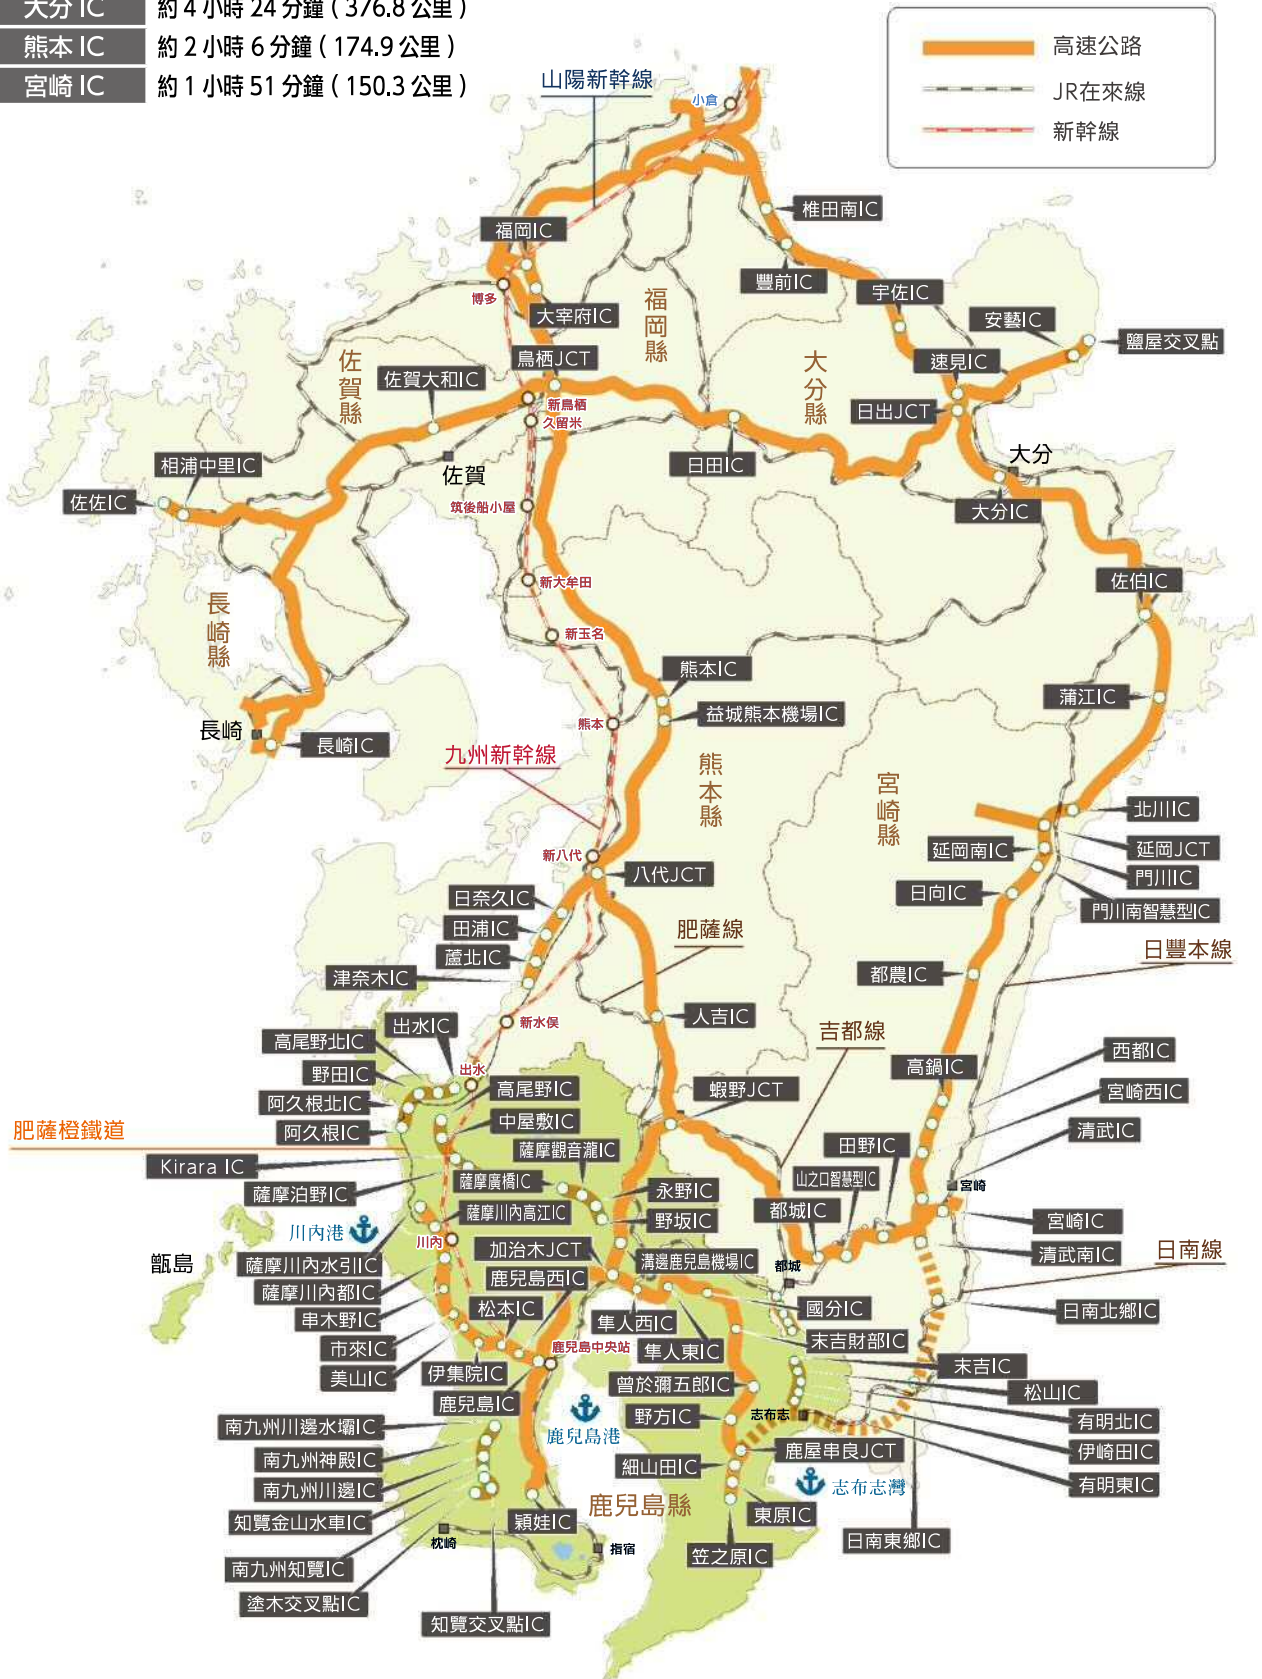 大分 IC 約 4 小時 24 分鐘 ( 376.8 公里 )
熊本 IC 約 2 小時 6 分鐘 ( 174.9 公里 )
宮崎 IC 約 1 小時 51 分鐘 ( 150.3 公里 )
高速公路
JR在來線
新幹線
山陽新幹線
小倉
椎田南IC
福岡IC
豐前IC
宇佐IC
博多
大宰府IC
福岡縣
安藝IC
鹽屋交叉點
鳥栖JCT
佐賀縣
佐賀大和IC
大分縣
速見IC
新鳥栖
久留米
日出JCT
相浦中里IC
佐賀
日田IC
大分
佐佐IC
筑後船小屋
大分IC
新大牟田
佐伯IC
長崎縣
新玉名
熊本IC
蒲江IC
益城熊本機場IC
長崎
長崎IC
熊本
九州新幹線
熊本縣
宮崎縣
北川IC
新八代
八代JCT
延岡南IC
延岡JCT
門川IC
日奈久IC
日向IC
門川南智慧型IC
田浦IC
肥薩線
蘆北IC
日豐本線
津奈木IC
都農IC
出水IC
新水俣
人吉IC
高尾野北IC
吉都線
西都IC
野田IC
出水
高尾野IC
蝦野JCT
高鍋IC
宮崎西IC
阿久根北IC
肥薩橙鐵道
阿久根IC
中屋敷IC
清武IC
薩摩觀音瀧IC
田野IC
Kirara IC
薩摩廣橋IC
山之口智慧型IC
薩摩泊野IC
永野IC
宮崎
薩摩川內高江IC
野坂IC
都城IC
宮崎IC
川內港
川內
加治木JCT
溝邊鹿兒島機場IC
清武南IC
日南線
甑島
薩摩川內水引IC
鹿兒島西IC
都城
薩摩川內都IC
串木野IC
松本IC
隼人西IC
國分IC
日南北鄉IC
市來IC
鹿兒島中央站
隼人東IC
末吉財部IC
美山IC
伊集院IC
曾於彌五郎IC
末吉IC
鹿兒島IC
松山IC
南九州川邊水壩IC
鹿兒島港
野方IC
志布志
有明北IC
南九州神殿IC
鹿屋串良JCT
伊崎田IC
南九州川邊IC
細山田IC
志布志灣
有明東IC
知覽金山水車IC
穎娃IC
鹿兒島縣
東原IC
枕崎
指宿
日南東鄉IC
南九州知覽IC
笠之原IC
塗木交叉點IC
知覽交叉點IC